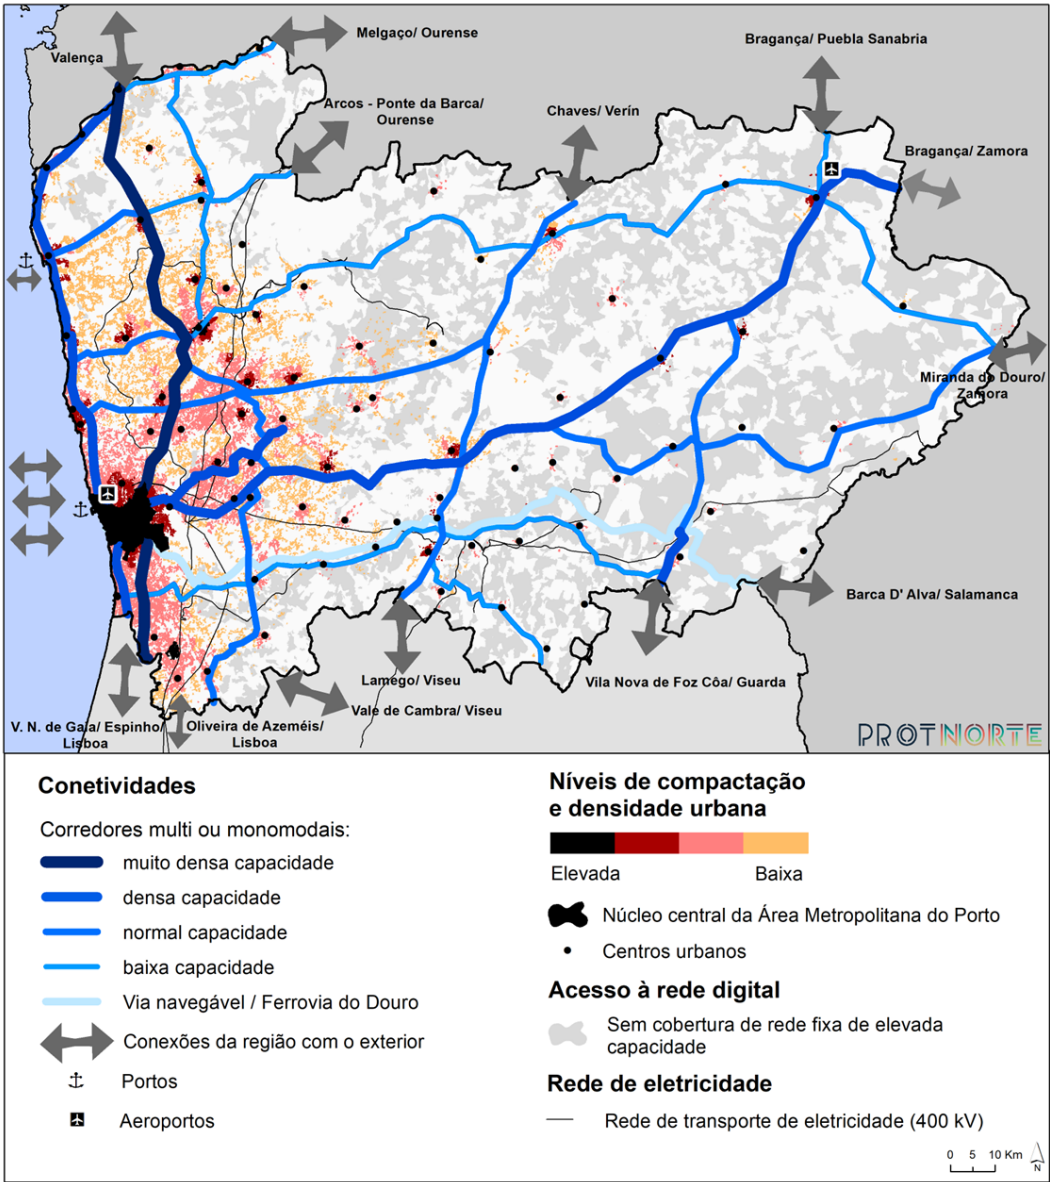 Valença
Melgaço/ Ourense
Bragança/ Puebla Sanabria
Arcos - Ponte da Barca/
Ourense
Chaves/ Verín
Bragança/ Zamora
Miranda do Douro/
Zamora
Barca D' Alva/ Salamanca
Lamego/ Viseu
Vila Nova de Foz Côa/ Guarda
Vale de Cambra/ Viseu
V. N. de Gaia/ Espinho/
Lisboa
Oliveira de Azeméis/
Lisboa
PROTNORTE
Conetividades
Corredores multi ou monomodais:
muito densa capacidade
densa capacidade
normal capacidade
baixa capacidade
Via navegável / Ferrovia do Douro
Conexões da região com o exterior
Portos
Aeroportos
Níveis de compactação
e densidade urbana
Elevada Baixa
Núcleo central da Área Metropolitana do Porto
Centros urbanos
Acesso à rede digital
Sem cobertura de rede fixa de elevada
capacidade
Rede de eletricidade
Rede de transporte de eletricidade (400 kV)
0 5 10 Km
N